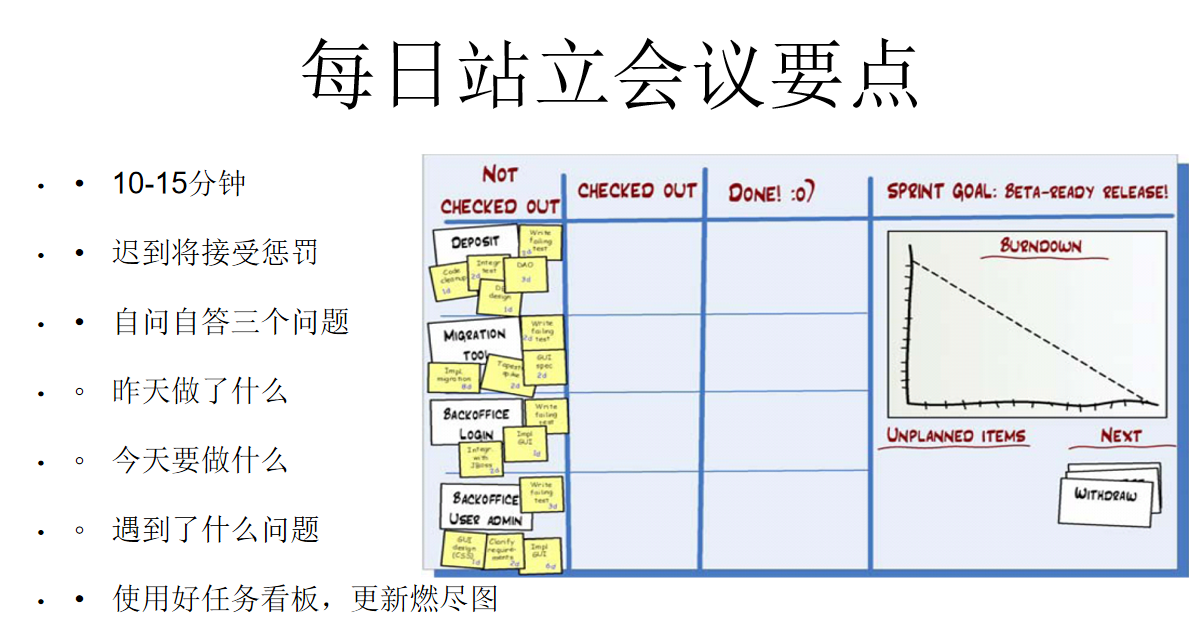 每日站立会议要点
• • 10-15分钟
• • 迟到将接受惩罚
• • 自问自答三个问题
• ○ 昨天做了什么
• ○ 今天要做什么
• ○ 遇到了什么问题
• • 使用好任务看板，更新燃尽图
NOT
CHECKED OUT
CHECKED OUT
DONE! :o)
SPRINT GOAL: BETA-READY RELEASE!
DEPOSIT
Write
failing
test
2d
Code
cleanup
1d
Integr.
test
2d
DAO
3d
DB
design
1d
MIGRATION
TOOL
Write
failing
test
2d
Impl.
migration
8d
Tapestry
spike
2d
GUI
spec
2d
BACKOFFICE
LOGIN
Write
failing
test
Integr.
with
JBoss
2d
Impl
GUI
1d
BACKOFFICE
USER ADMIN
Write
failing
test
3d
GUI
design
(CSS)
1d
Clarify
require-
ments
2d
Impl
GUI
6d
BURNDOWN
UNPLANNED ITEMS
NEXT
WITHDRAW